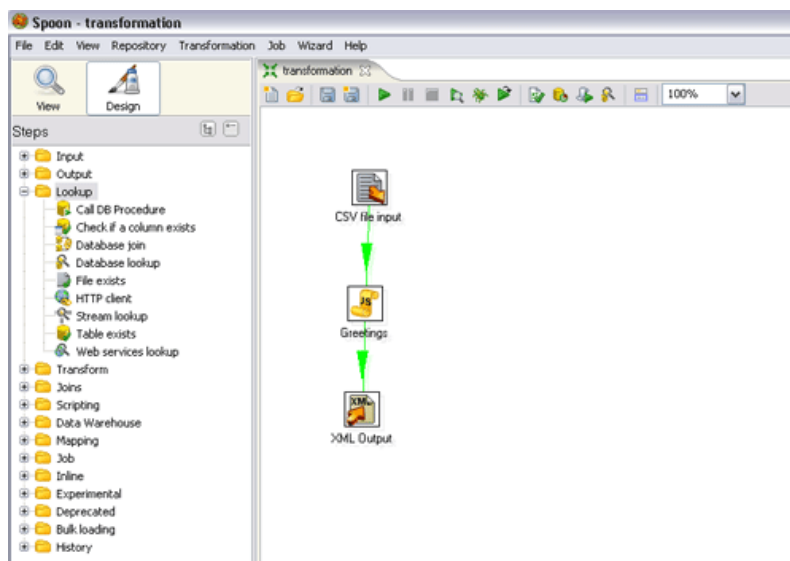 Spoon - transformation
File Edit View Repository Transformation Job Wizard Help
View Design
transformation
100%
Steps
Input
Output
Lookup
Call DB Procedure
Check if a column exists
Database join
Database lookup
File exists
HTTP client
Stream lookup
Table exists
Web services lookup
Transform
Joins
Scripting
Data Warehouse
Mapping
Job
Inline
Experimental
Deprecated
Bulk loading
History
CSV file input
JS
Greetings
XML
XML Output